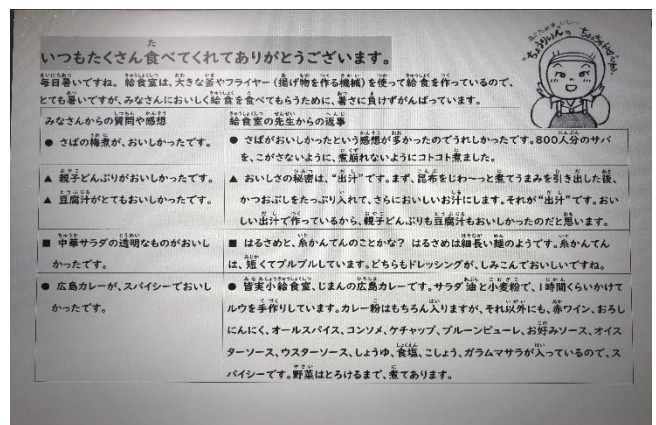 いつもたくさん食べてくれてありがとうございます。
毎日暑いですね。給食室は、大きな釜やフライヤー(揚げ物を作る機械)を使って給食を作っているので、
とても暑いですが、みなさんにおいしく給食を食べてもらうために、暑さに負けずがんばっています。
みなさんからの質問や感想
給食室の先生からの返事
● さばの梅煮が、おいしかったです。
● さばがおいしかったという感想が多かったのでうれしかったです。800人分のサバ
を、こがさないように、煮崩れないようにコトコト煮ました。
▲ 親子どんぶりがおいしかったです。
▲ 豆腐汁がとてもおいしかったです。
▲ おいしさの秘密は、“出汁”です。まず、昆布をじわ~っと煮てうまみを引き出した後、
かつおぶしをたっぷり入れて、さらにおいしいお汁にします。それが“出汁”です。おい
しい出汁で作っているから、親子どんぶりも豆腐汁もおいしかったのだと思います。
■ 中華サラダの透明なものがおいし
かったです。
■ はるさめと、糸かんてんのことかな? はるさめは細長い麺のようです。糸かんてん
は、短くてプルプルしています。どちらもドレッシングが、しみこんでおいしいですね。
● 広島カレーが、スパイシーでおいし
かったです。
● 皆実小給食室、じまんの広島カレーです。サラダ油と小麦粉で、1時間くらいかけて
ルウを手作りしています。カレー粉はもちろん入りますが、それ以外にも、赤ワイン、おろし
にんにく、オールスパイス、コンソメ、ケチャップ、プルーンピューレ、お好みソース、オイス
ターソース、ウスターソース、しょうゆ、食塩、こしょう、ガラムマサラが入っているので、ス
パイシーです。野菜はとろけるまで、煮てあります。